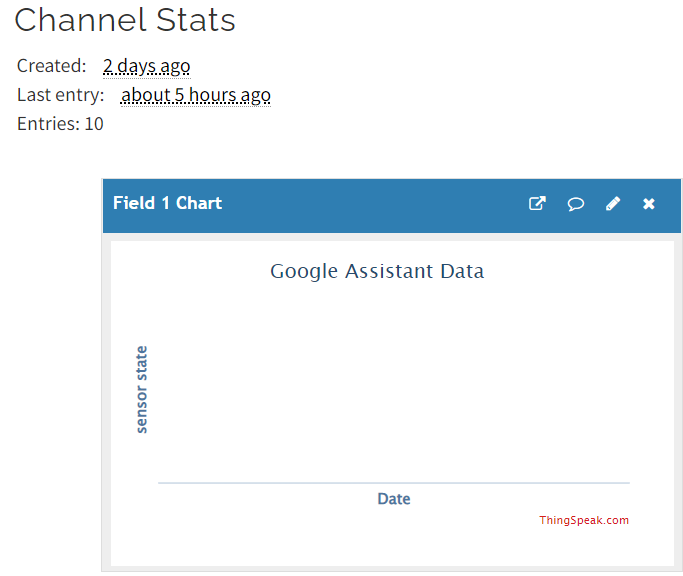 Channel Stats
Created: 2 days ago
Last entry: about 5 hours ago
Entries: 10
Field 1 Chart
Google Assistant Data
sensor state
Date
ThingSpeak.com